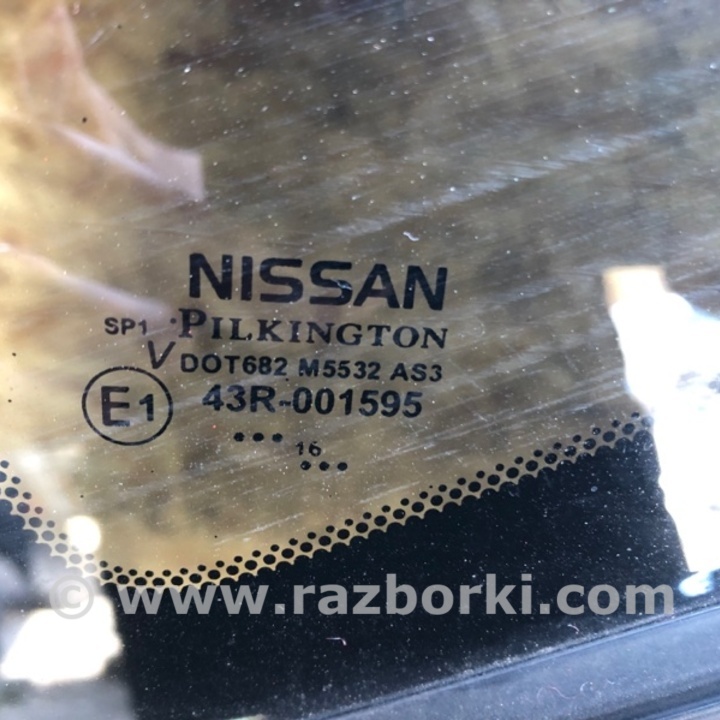 NISSAN
SP1 PILKINGTON
V DOT682 M5532 AS3
E1 43R-001595
16
© www.razborki.com